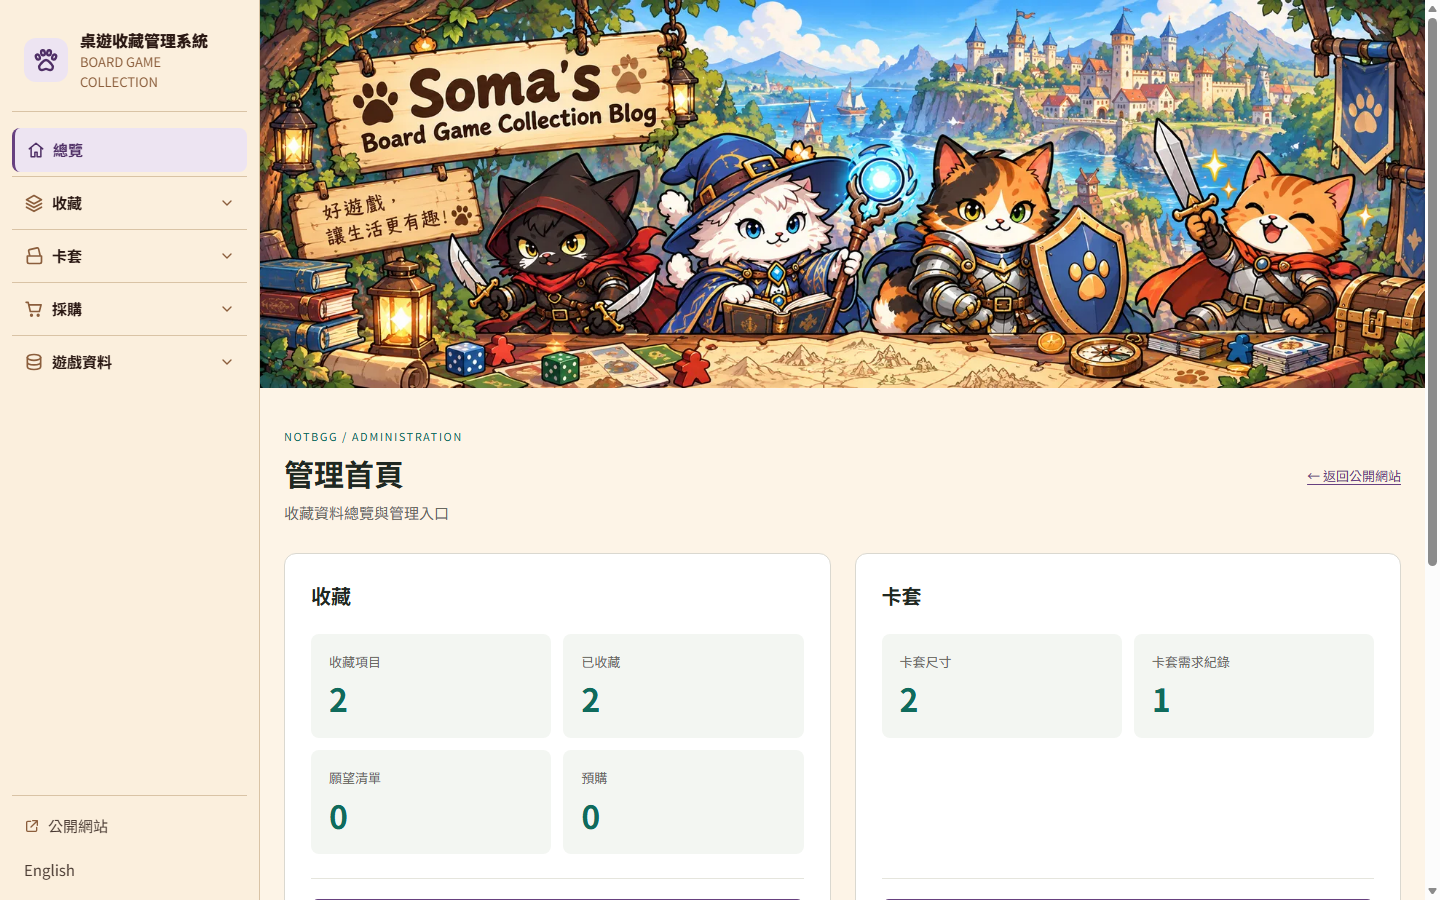 桌遊收藏管理系統
BOARD GAME
COLLECTION
總覽
收藏
卡套
採購
遊戲資料
公開網站
English
Soma's
Board Game Collection Blog
好遊戲，
讓生活更有趣!
NOTBGG / ADMINISTRATION
管理首頁
← 返回公開網站
收藏資料總覽與管理入口
收藏
收藏項目
2
已收藏
2
願望清單
0
預購
0
卡套
卡套尺寸
2
卡套需求紀錄
1